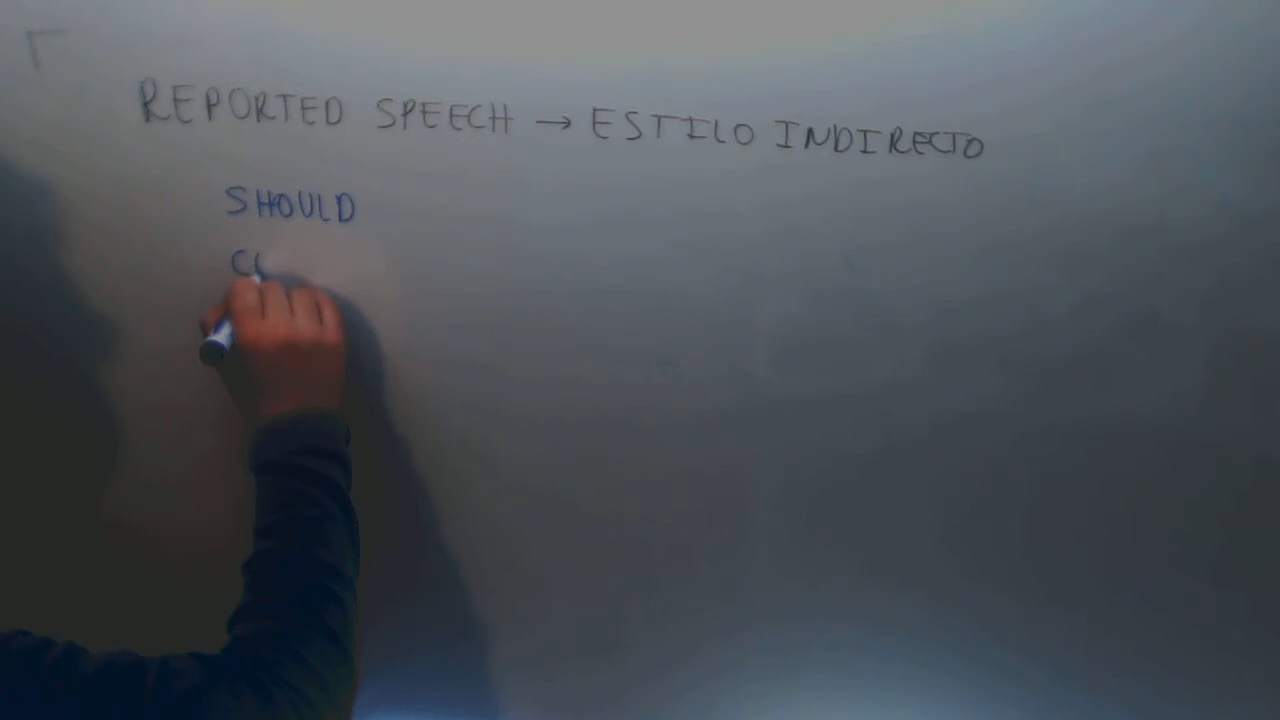 REPORTED SPEECH → ESTILO INDIRECTO
SHOULD